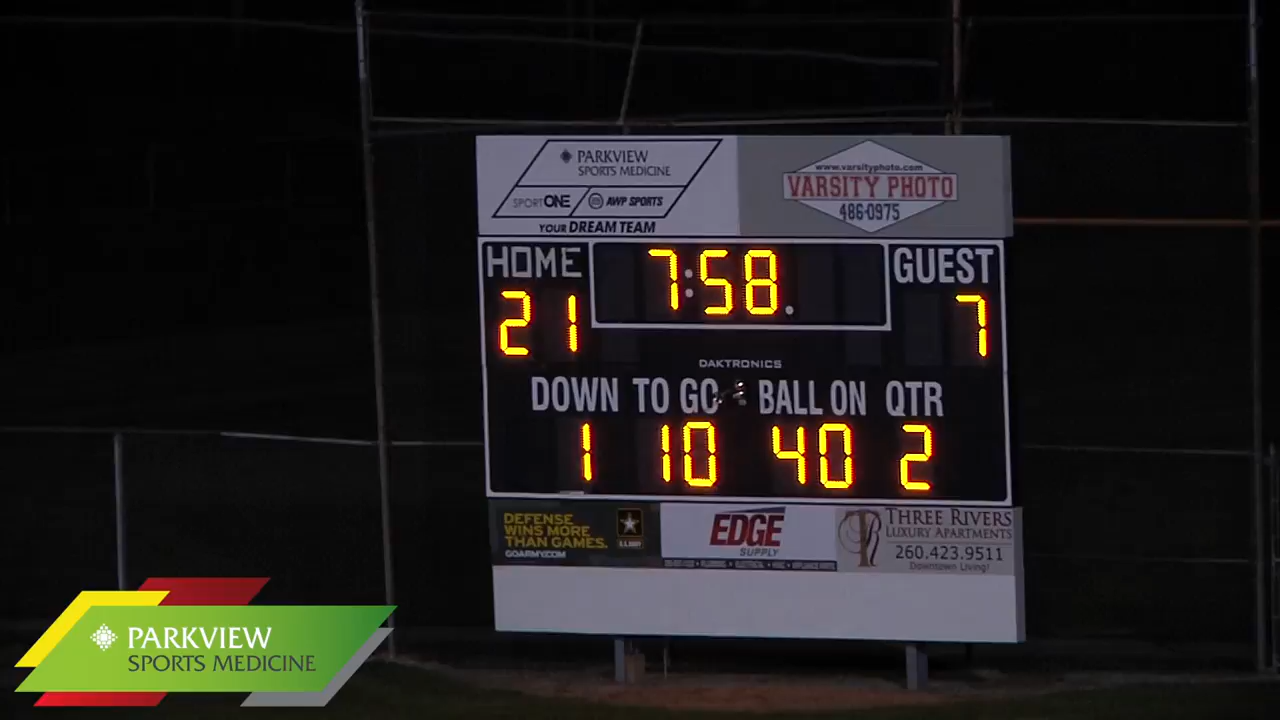 PARKVIEW
SPORTS MEDICINE
SPORTONE
AWP SPORTS
YOUR DREAM TEAM
www.varsityphoto.com
VARSITY PHOTO
486-0975
HOME
7:58
GUEST
21
7
DAKTRONICS
DOWN TO GO BALL ON QTR
1 10 40 2
DEFENSE
WINS MORE
THAN GAMES.
GOARMY.COM
EDGE
SUPPLY
THREE RIVERS
LUXURY APARTMENTS
260.423.9511
Downtown Living!
PARKVIEW
SPORTS MEDICINE